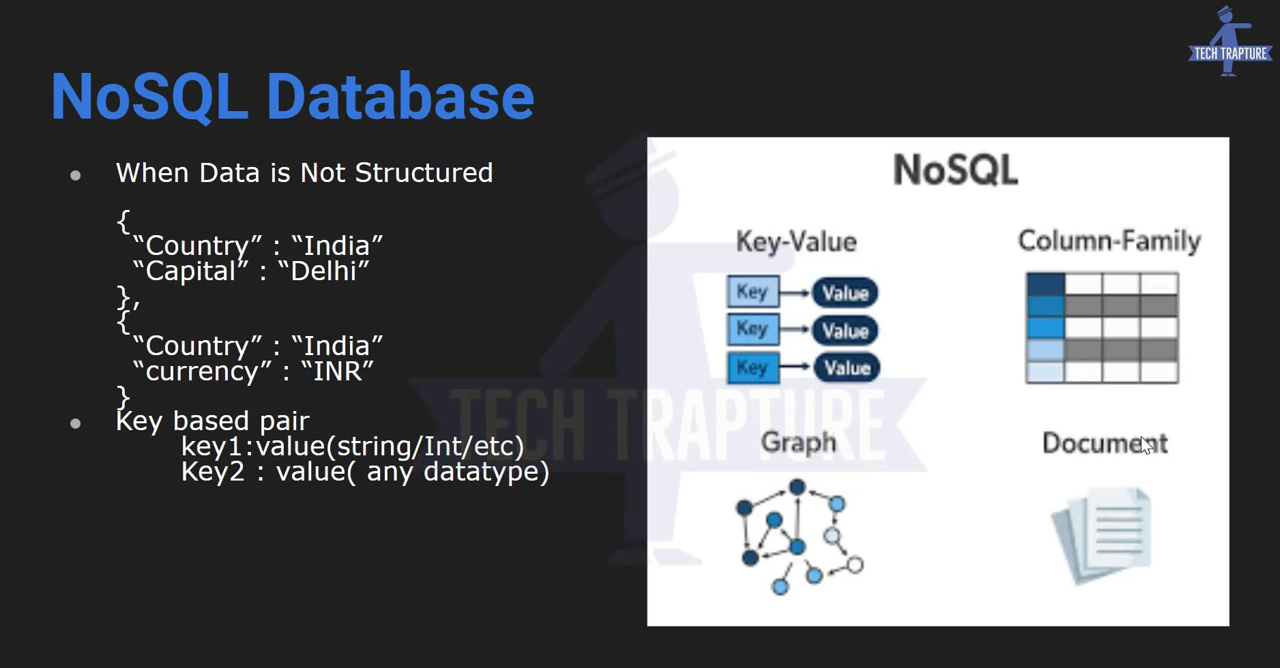 TECH TRAPTURE
NoSQL Database
When Data is Not Structured
{
“Country” : “India”
“Capital” : “Delhi”
},
{
“Country” : “India”
“currency” : “INR”
}
Key based pair
key1:value(string/Int/etc)
Key2 : value( any datatype)
NoSQL
Key-Value
Key Value
Key Value
Key Value
Column-Family
Graph
Document
TECH TRAPTURE